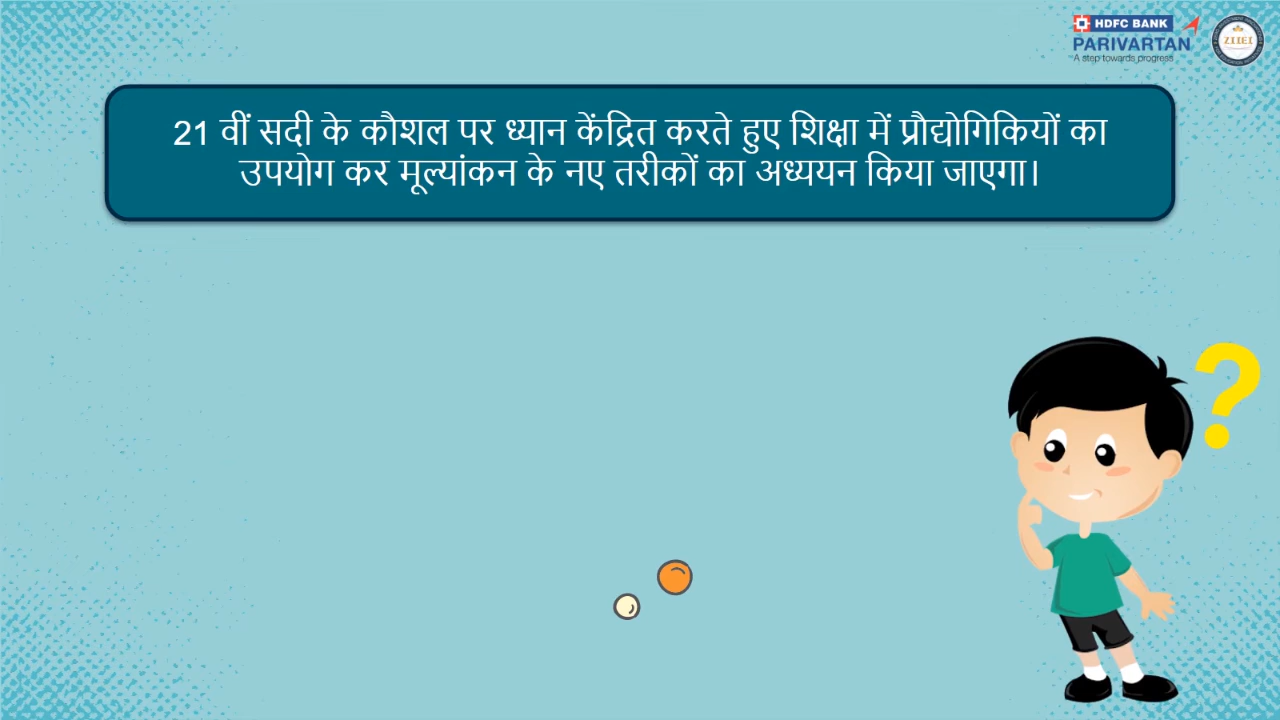 HDFC BANK
PARIVARTAN
A step towards progress
ZIIEI
21 वीं सदी के कौशल पर ध्यान केंद्रित करते हुए शिक्षा में प्रौद्योगिकियों का
उपयोग कर मूल्यांकन के नए तरीकों का अध्ययन किया जाएगा।
?